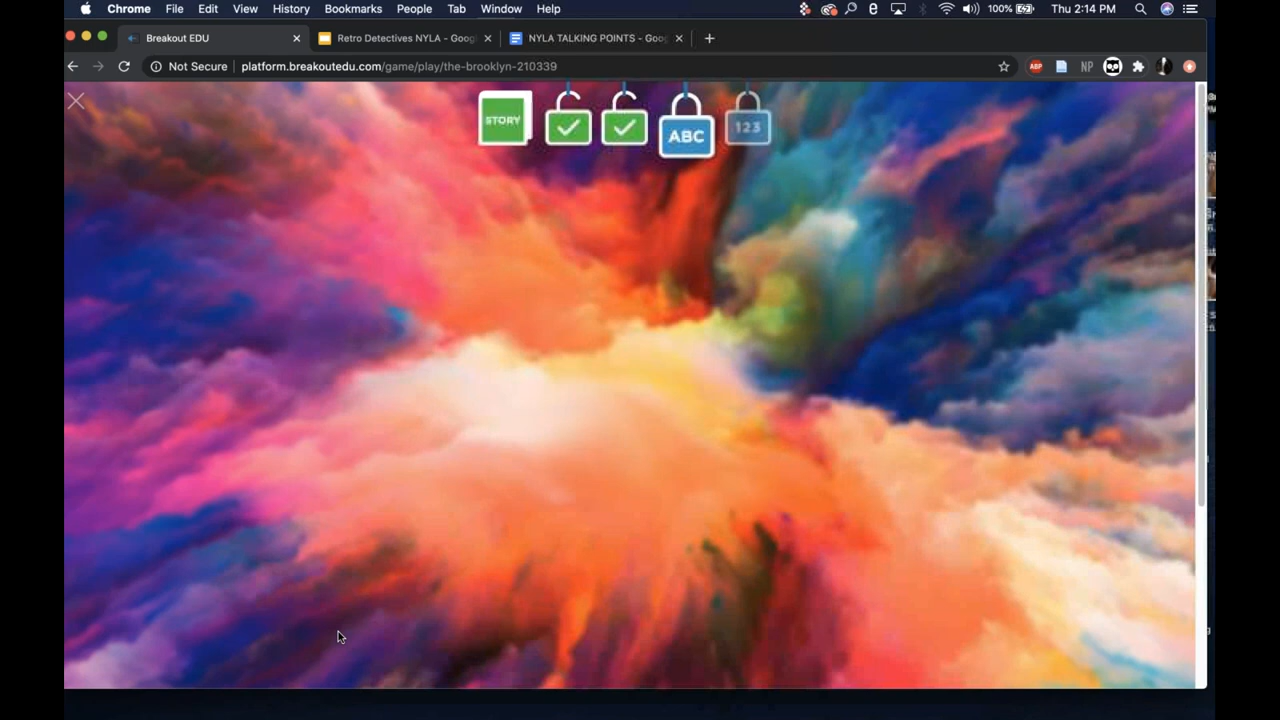 Chrome File Edit View History Bookmarks People Tab Window Help 100% Thu 2:14 PM
Breakout EDU Retro Detectives NYLA - Goog NYLA TALKING POINTS - Goo
Not Secure platform.breakoutedu.com/game/play/the-brooklyn-210339 ABP NP
STORY ABC 123